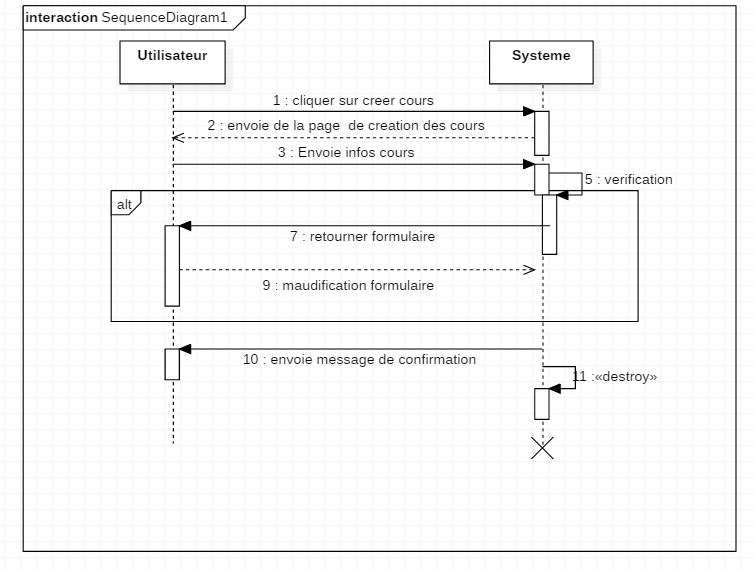 interaction SequenceDiagram1
Utilisateur
Systeme
1 : cliquer sur creer cours
2 : envoie de la page de creation des cours
3 : Envoie infos cours
5 : verification
alt
7 : retourner formulaire
9 : maudification formulaire
10 : envoie message de confirmation
11 :«destroy»